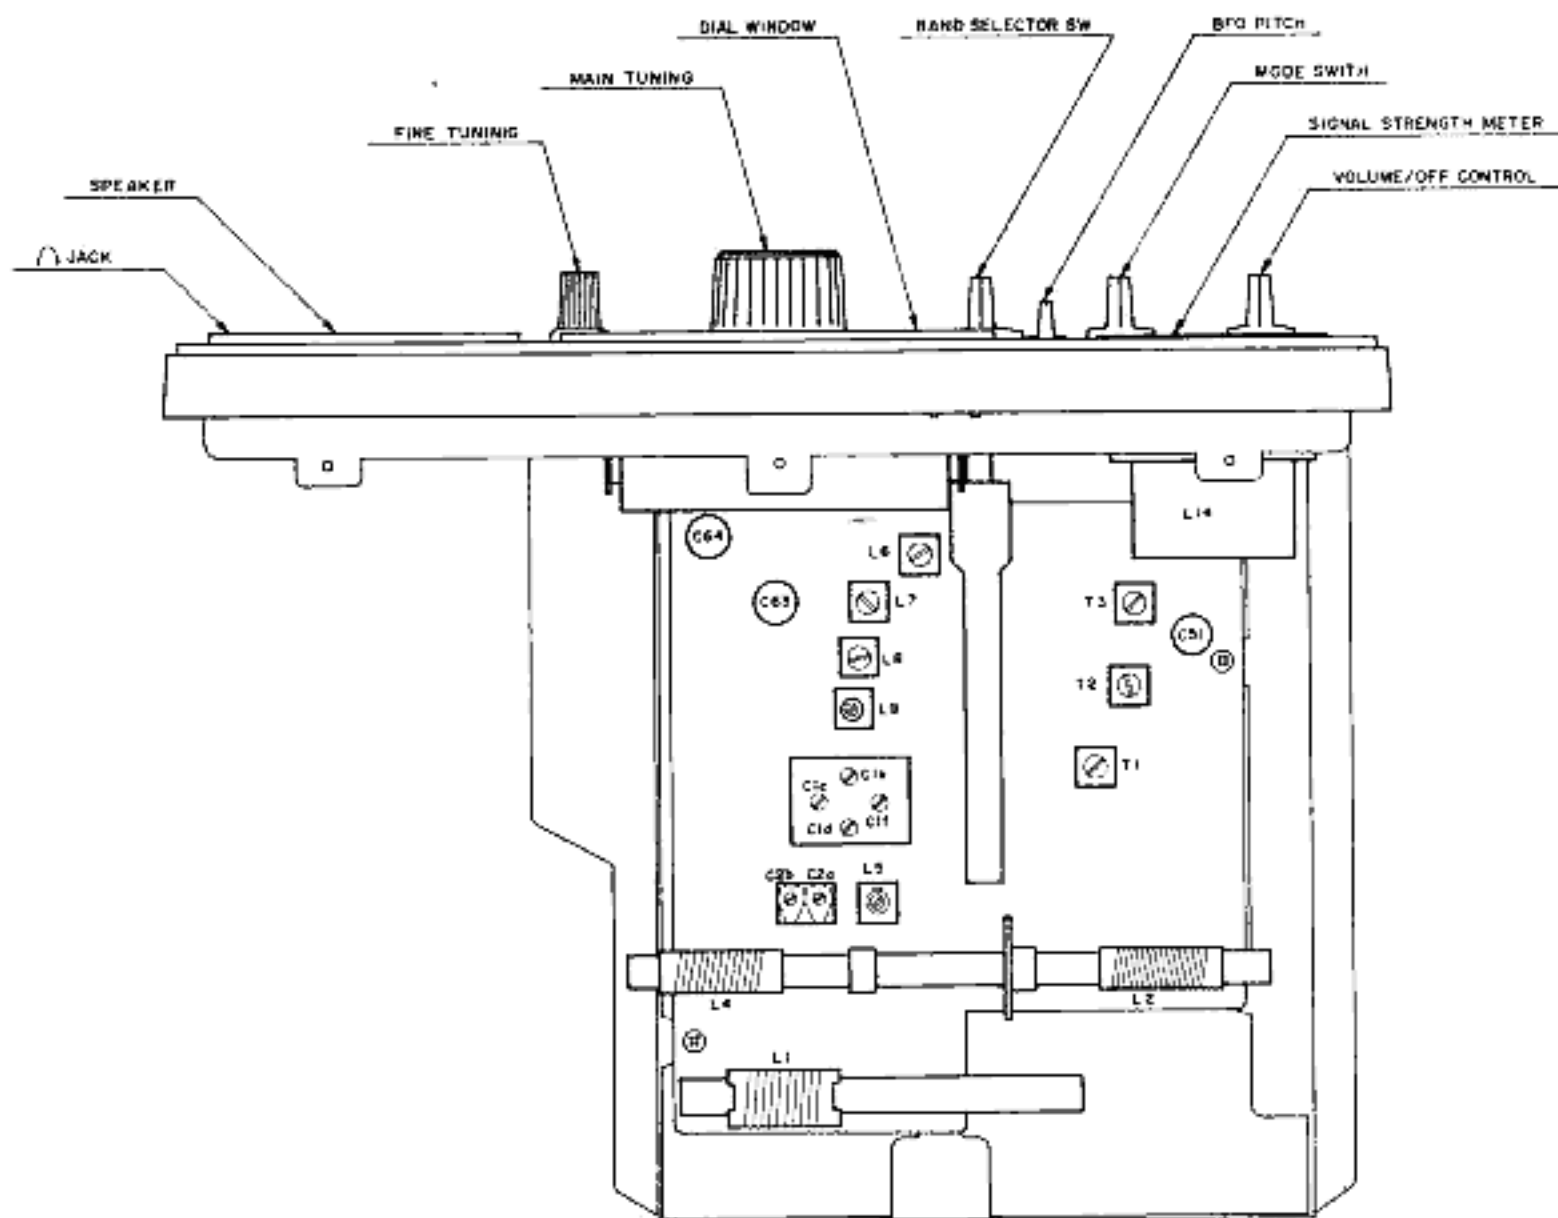 DIAL WINDOW
BAND SELECTOR SW
BFO PITCH
MAIN TUNING
MODE SWITH
FINE TUNING
SIGNAL STRENGTH METER
SPEAKER
VOLUME/OFF CONTROL
JACK
L14
C64
L6
C63
L7
T3
C51
L8
T2
L9
T1
C1d
C1f
C2b C2a L5
L4
L2
L1